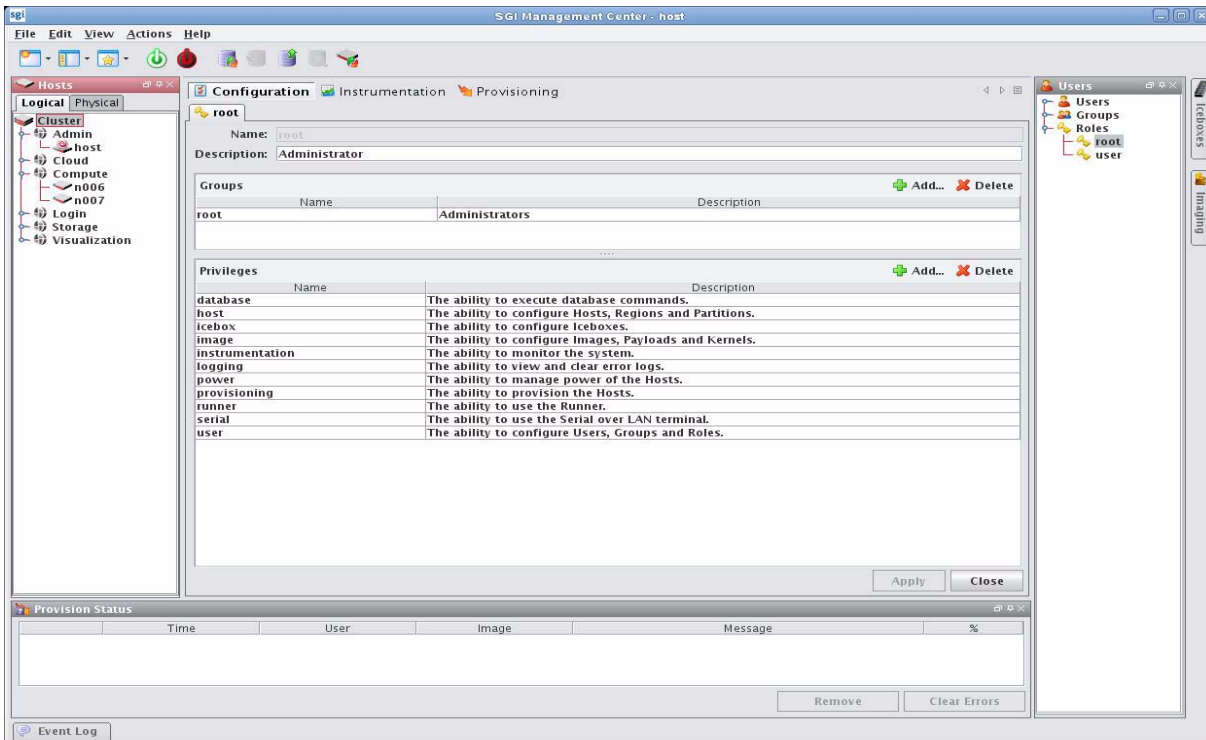 sgi
SGI Management Center - host
File Edit View Actions Help
Hosts
Logical Physical
Cluster
Admin
host
Cloud
Compute
n006
n007
Login
Storage
Visualization
Configuration Instrumentation Provisioning
root
Name: root
Description: Administrator
Groups Add... Delete
Name Description
root Administrators
Privileges Add... Delete
Name Description
database The ability to execute database commands.
host The ability to configure Hosts, Regions and Partitions.
icebox The ability to configure Iceboxes.
image The ability to configure Images, Payloads and Kernels.
instrumentation The ability to monitor the system.
logging The ability to view and clear error logs.
power The ability to manage power of the Hosts.
provisioning The ability to provision the Hosts.
runner The ability to use the Runner.
serial The ability to use the Serial over LAN terminal.
user The ability to configure Users, Groups and Roles.
Apply Close
Users
Users
Groups
Roles
root
user
Iceboxes
Imaging
Provision Status
Time User Image Message %
Remove Clear Errors
Event Log